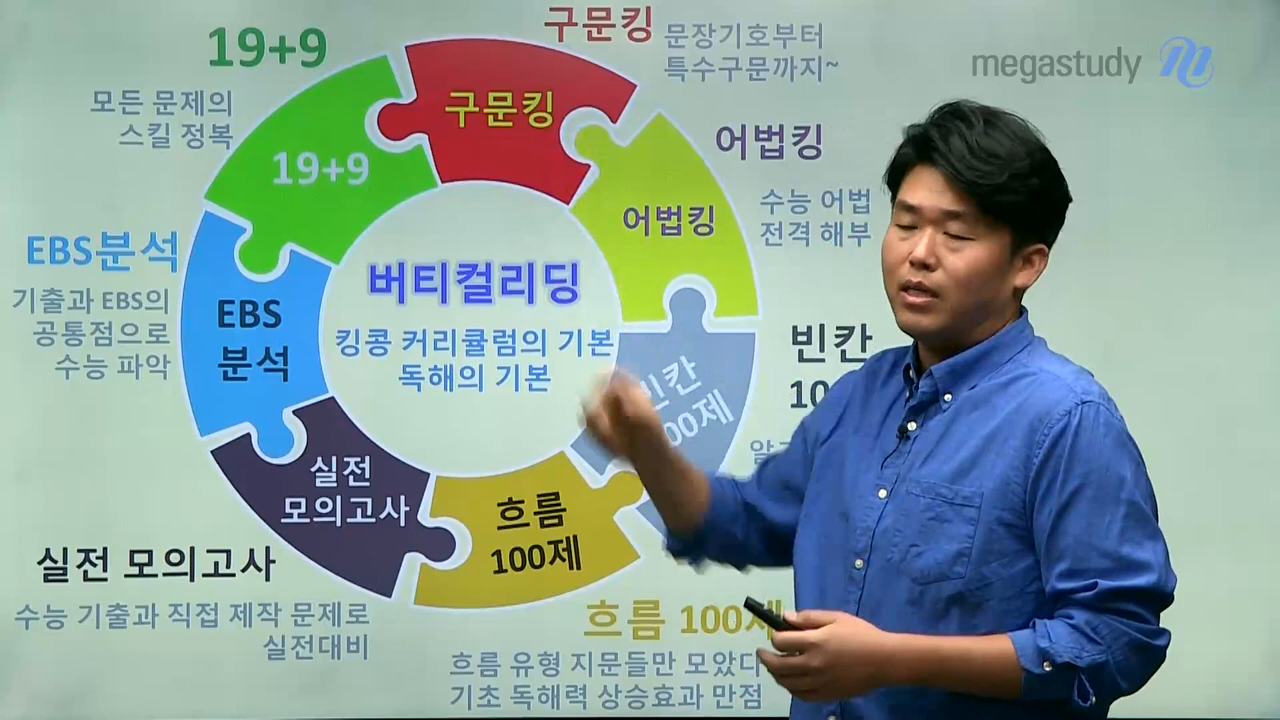 19+9
모든 문제의
스킬 정복
구문킹
문장기호부터
특수구문까지~
megastudy
구문킹
19+9
어법킹
어법킹
수능 어법
전격 해부
EBS분석
기출과 EBS의
공통점으로
수능 파악
EBS
분석
버티컬리딩
킹콩 커리큘럼의 기본
독해의 기본
빈칸
실전
모의고사
흐름
100제
실전 모의고사
수능 기출과 직접 제작 문제로
실전대비
흐름 100제
흐름 유형 지문들만 모았다
기초 독해력 상승효과 만점